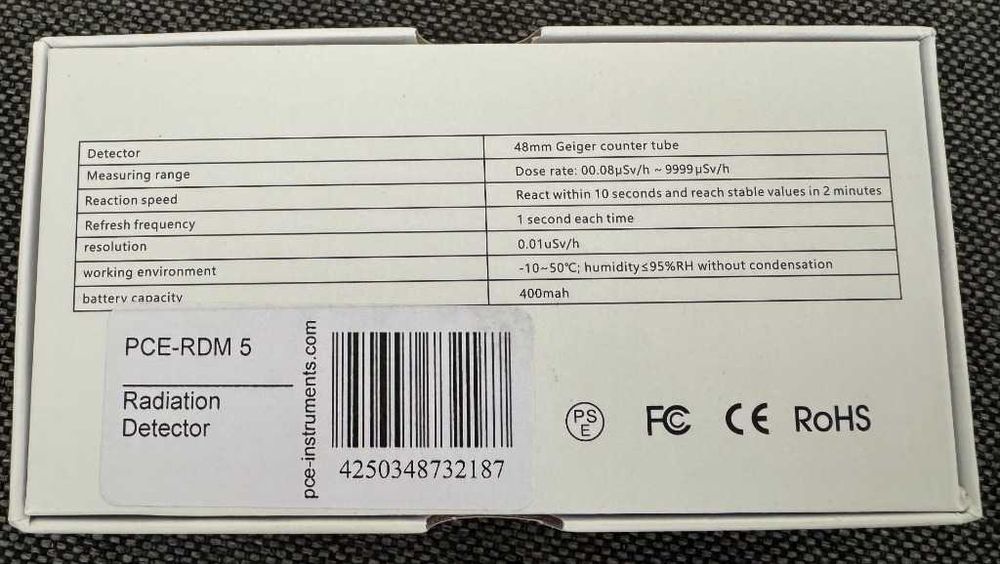 Detector 48mm Geiger counter tube
Measuring range Dose rate: 00.08μSv/h ~ 9999μSv/h
Reaction speed React within 10 seconds and reach stable values in 2 minutes
Refresh frequency 1 second each time
resolution 0.01uSv/h
working environment -10~50℃; humidity≤95%RH without condensation
battery capacity 400mah
PCE-RDM 5
Radiation
Detector
pce-instruments.com
4250348732187
PS
E
FC CE RoHS